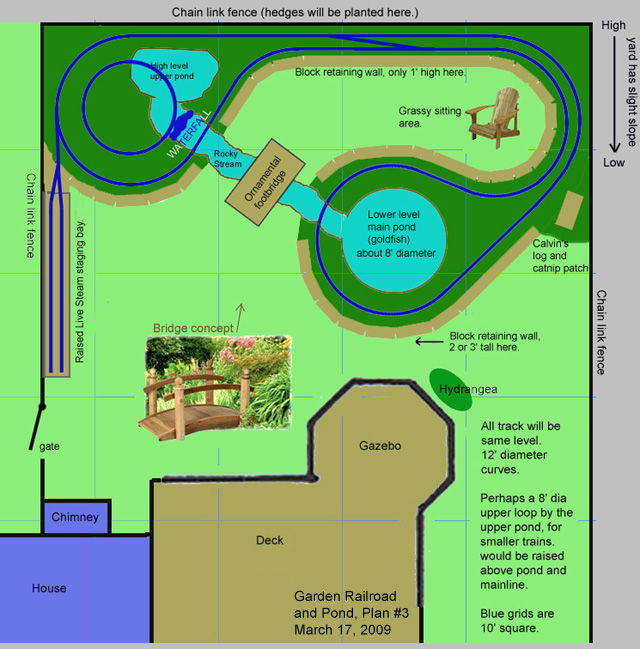 Chain link fence (hedges will be planted here.)
High
yard has slight slope
Low
High level
upper pond
Block retaining wall, only 1' high here.
Grassy sitting
area.
WATERFALL
Rocky
Stream
Ornamental
footbridge
Lower level
main pond
(goldfish)
about 8' diameter
Calvin's
log and
catnip patch
Chain link fence
Raised Live Steam staging bay.
Chain link fence
Bridge concept
Block retaining wall,
2 or 3' tall here.
Hydrangea
gate
Gazebo
All track will be
same level.
12' diameter
curves.
Perhaps a 8' dia
upper loop by the
upper pond, for
smaller trains.
would be raised
above pond and
mainline.
Blue grids are
10' square.
Chimney
House
Deck
Garden Railroad
and Pond, Plan #3
March 17, 2009